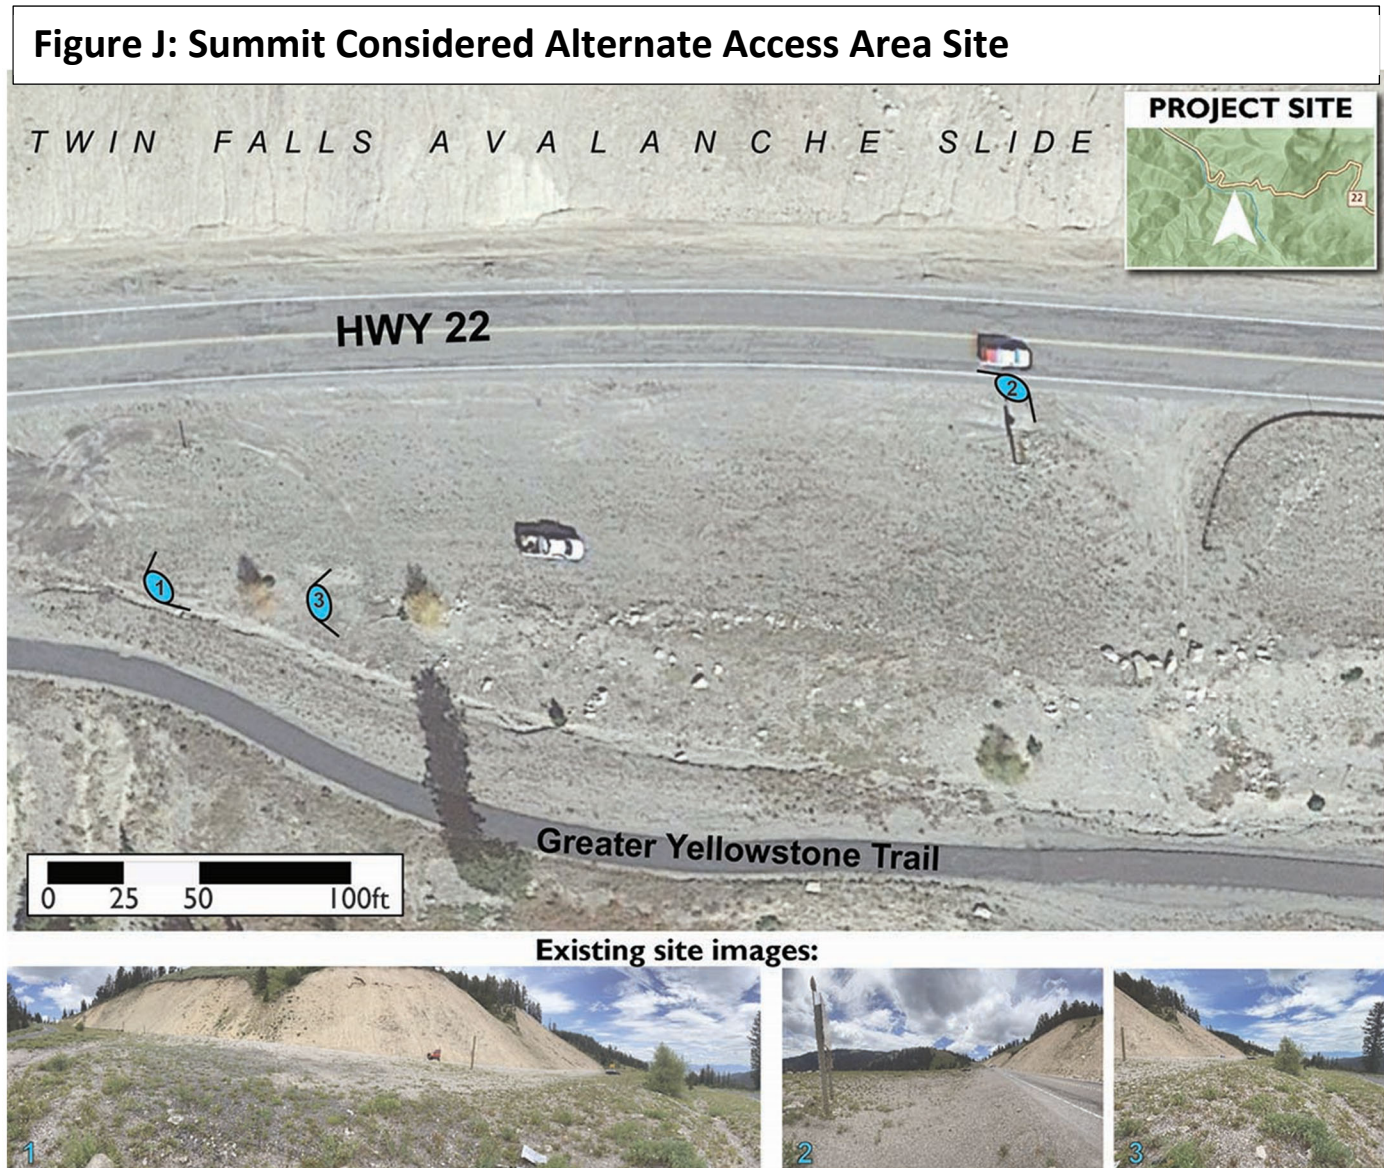 Figure J: Summit Considered Alternate Access Area Site
TWIN FALLS AVALANCHE SLIDE
PROJECT SITE
22
HWY 22
2
1
3
Greater Yellowstone Trail
0 25 50 100ft
Existing site images:
1 2 3